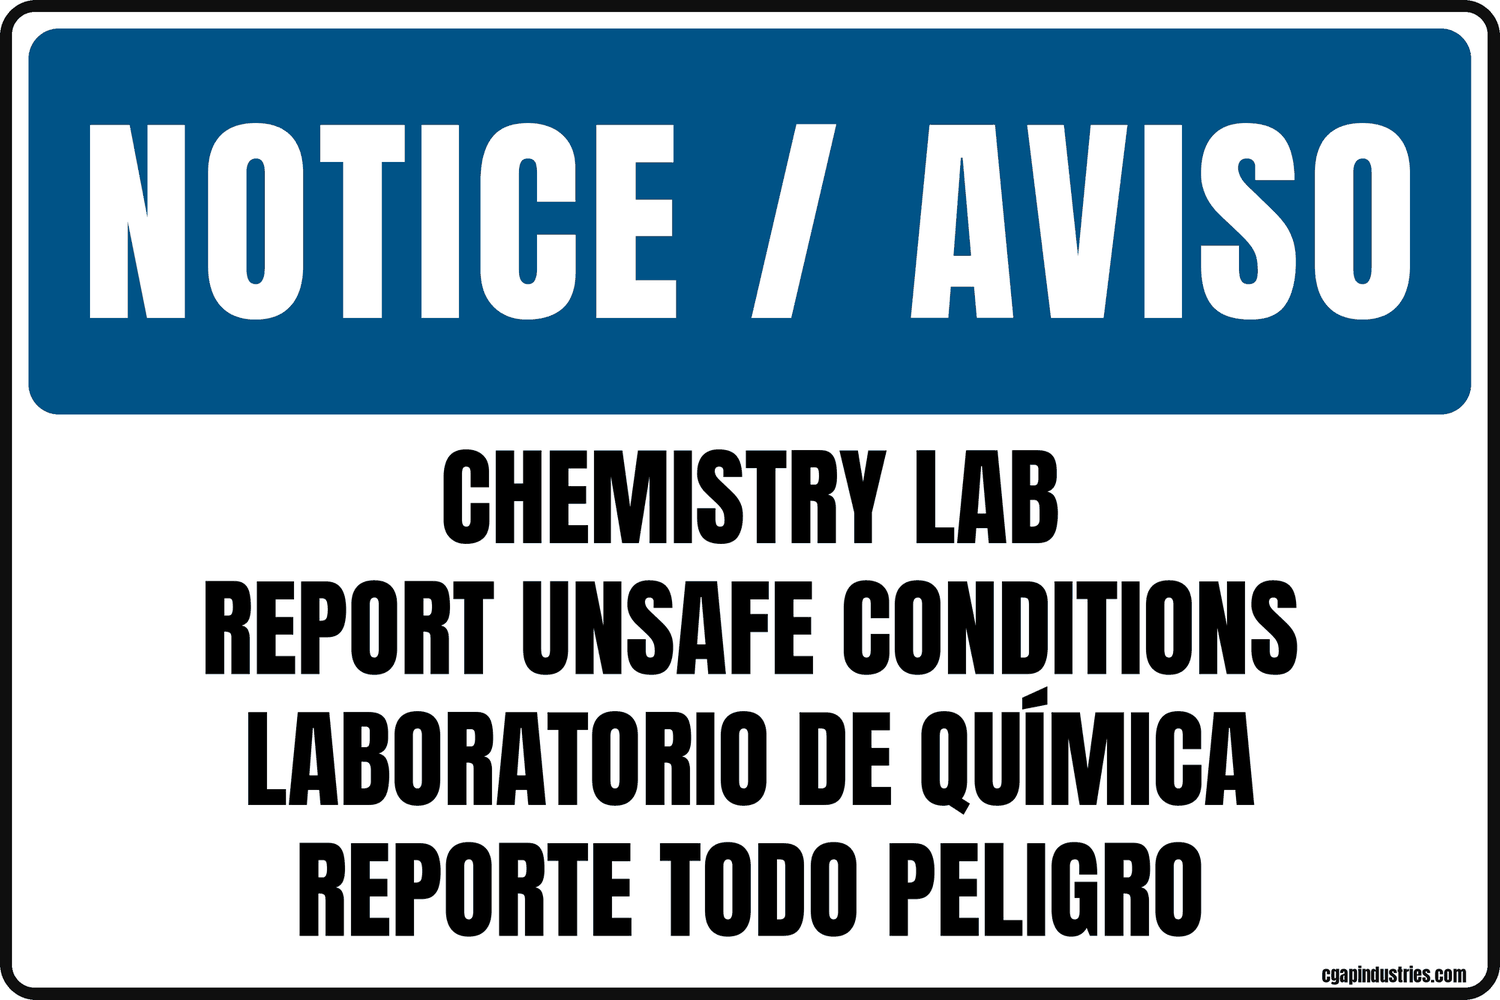 NOTICE / AVISO
CHEMISTRY LAB
REPORT UNSAFE CONDITIONS
LABORATORIO DE QUÍMICA
REPORTE TODO PELIGRO
cgapindustries.com